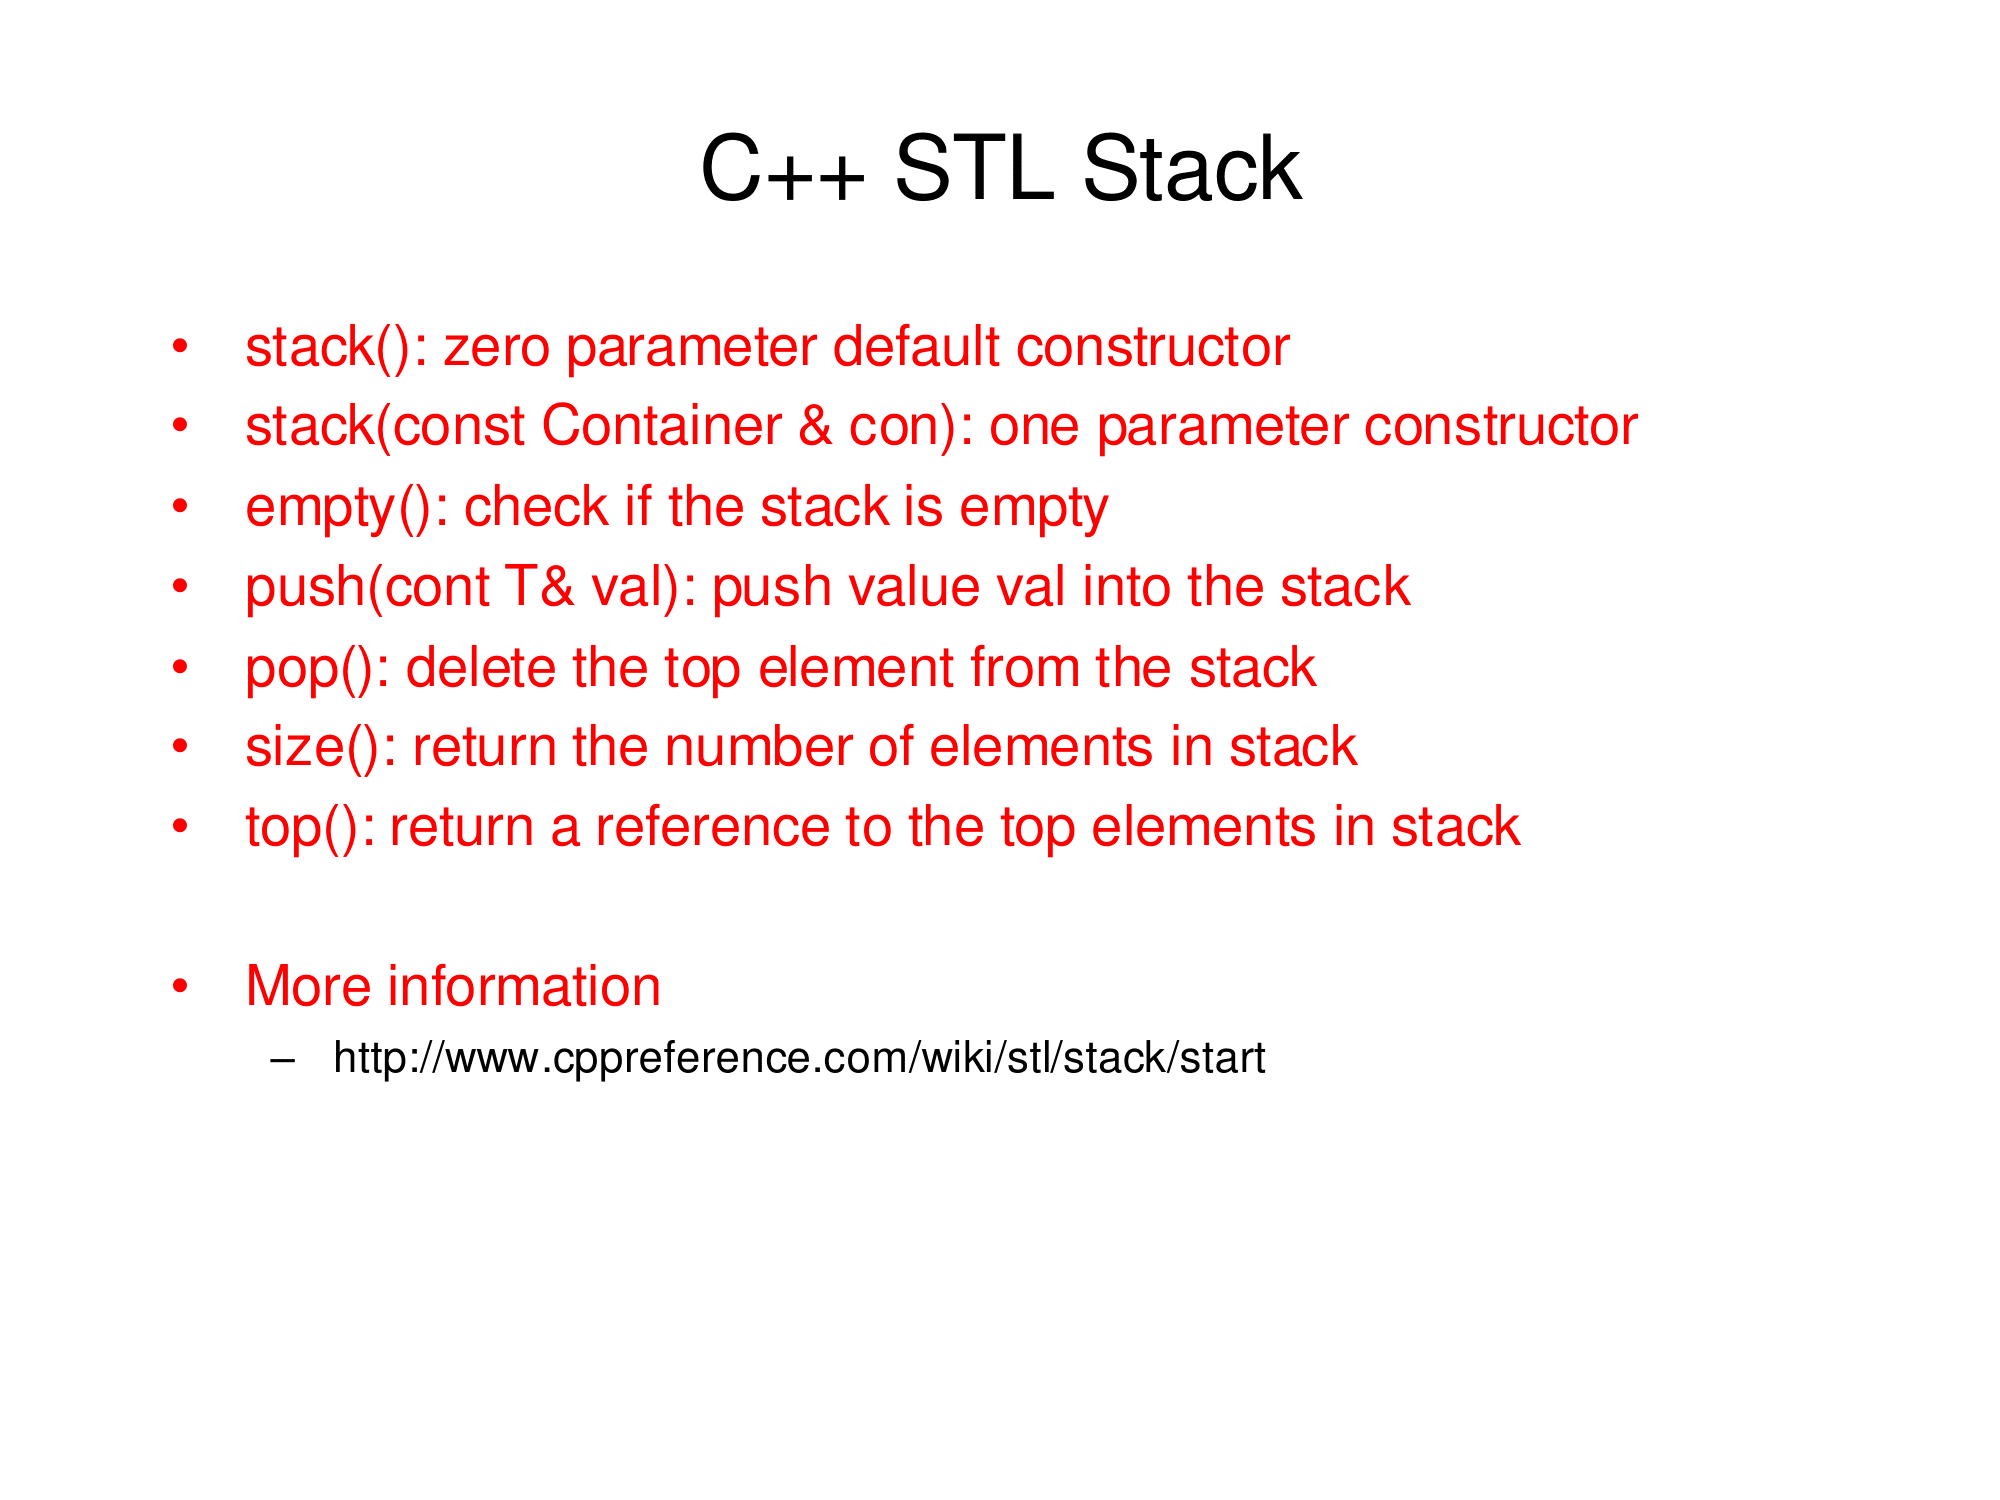 C++ STL Stack
• stack(): zero parameter default constructor
• stack(const Container & con): one parameter constructor
• empty(): check if the stack is empty
• push(cont T& val): push value val into the stack
• pop(): delete the top element from the stack
• size(): return the number of elements in stack
• top(): return a reference to the top elements in stack
• More information
– http://www.cppreference.com/wiki/stl/stack/start